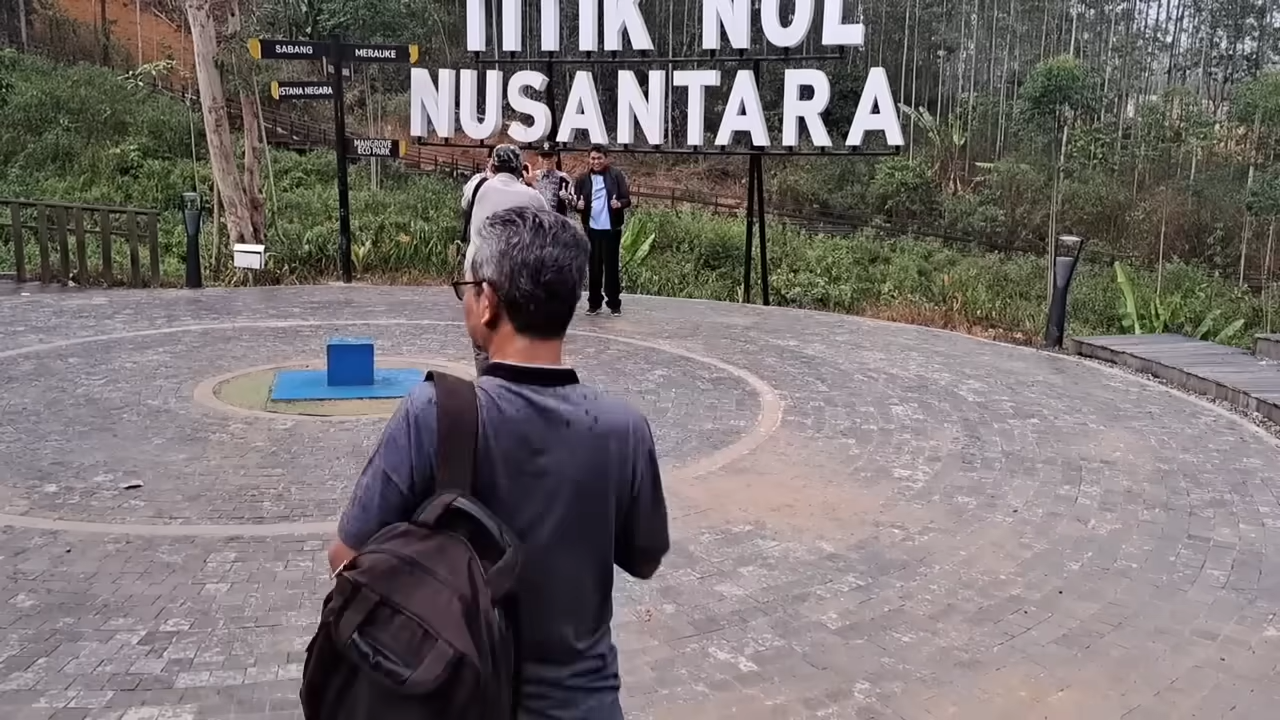 TITIK NOL
NUSANTARA
SABANG
MERAUKE
ISTANA NEGARA
MANGROVE
ECO PARK